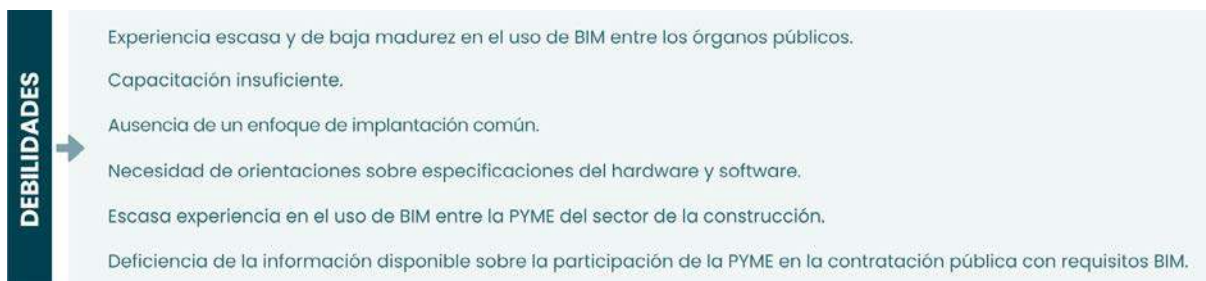 DEBILIDADES
Experiencia escasa y de baja madurez en el uso de BIM entre los órganos públicos.
Capacitación insuficiente.
Ausencia de un enfoque de implantación común.
Necesidad de orientaciones sobre especificaciones del hardware y software.
Escasa experiencia en el uso de BIM entre la PYME del sector de la construcción.
Deficiencia de la información disponible sobre la participación de la PYME en la contratación pública con requisitos BIM.